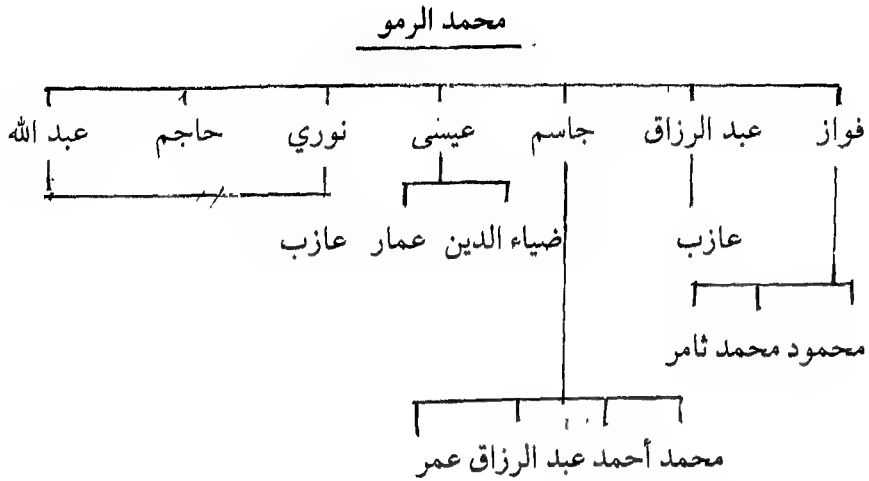 محمد الرمو
فواز عبد الرزاق جاسم عيسى نوري حاجم عبد الله
عازب ضياء الدين عمار عازب
محمود محمد ثامر
محمد أحمد عبد الرزاق عمر